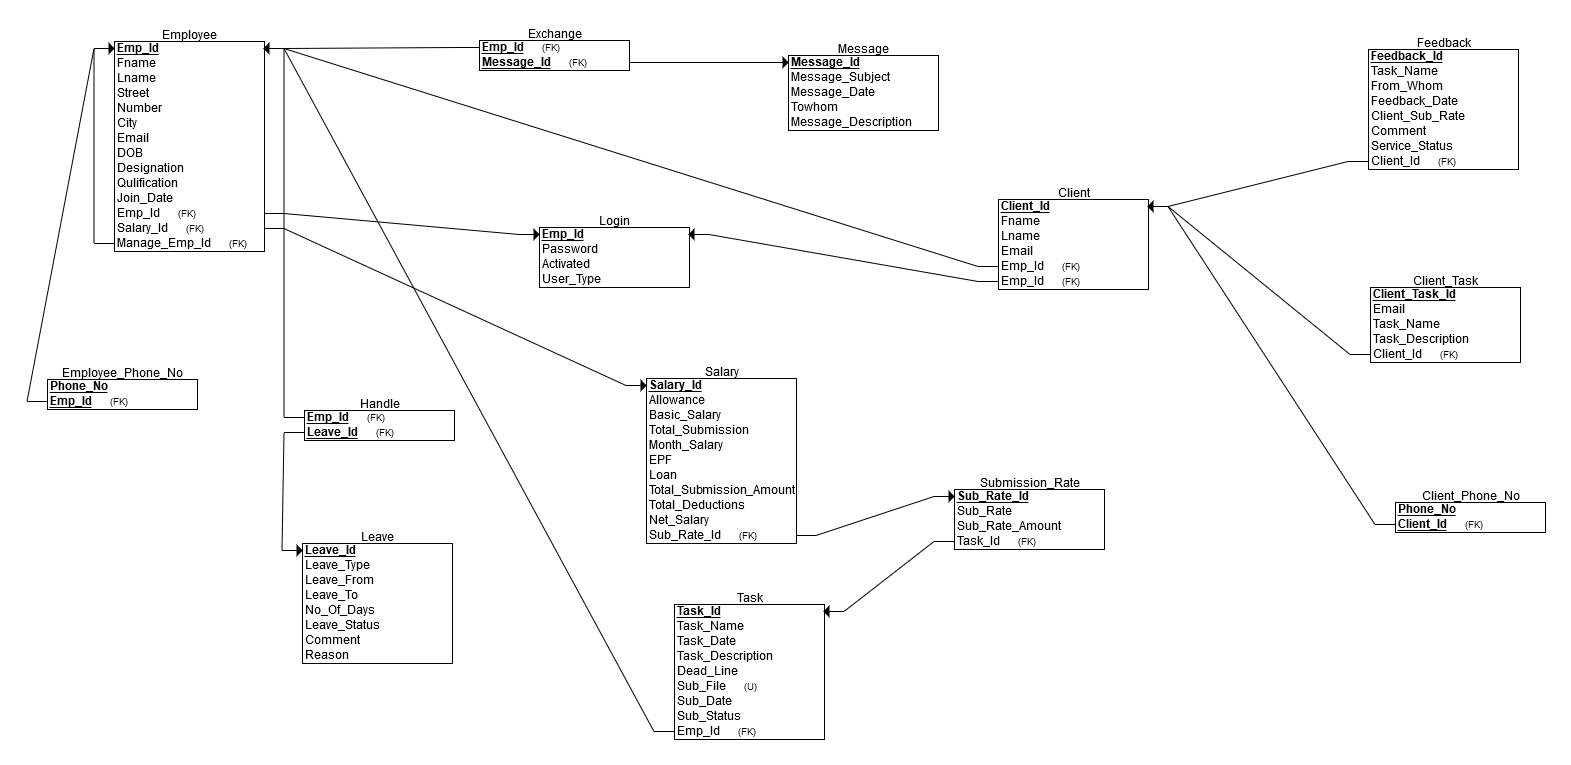 Employee
Emp_Id
Fname
Lname
Street
Number
City
Email
DOB
Designation
Qulification
Join_Date
Emp_Id (FK)
Salary_Id (FK)
Manage_Emp_Id (FK)
Exchange
Emp_Id (FK)
Message_Id (FK)
Message
Message_Id
Message_Subject
Message_Date
Towhom
Message_Description
Feedback
Feedback_Id
Task_Name
From_Whom
Feedback_Date
Client_Sub_Rate
Comment
Service_Status
Client_Id (FK)
Login
Emp_Id
Password
Activated
User_Type
Client
Client_Id
Fname
Lname
Email
Emp_Id (FK)
Emp_Id (FK)
Client_Task
Client_Task_Id
Email
Task_Name
Task_Description
Client_Id (FK)
Employee_Phone_No
Phone_No
Emp_Id (FK)
Handle
Emp_Id (FK)
Leave_Id (FK)
Salary
Salary_Id
Allowance
Basic_Salary
Total_Submission
Month_Salary
EPF
Loan
Total_Submission_Amount
Total_Deductions
Net_Salary
Sub_Rate_Id (FK)
Submission_Rate
Sub_Rate_Id
Sub_Rate
Sub_Rate_Amount
Task_Id (FK)
Client_Phone_No
Phone_No
Client_Id (FK)
Leave
Leave_Id
Leave_Type
Leave_From
Leave_To
No_Of_Days
Leave_Status
Comment
Reason
Task
Task_Id
Task_Name
Task_Date
Task_Description
Dead_Line
Sub_File (U)
Sub_Date
Sub_Status
Emp_Id (FK)